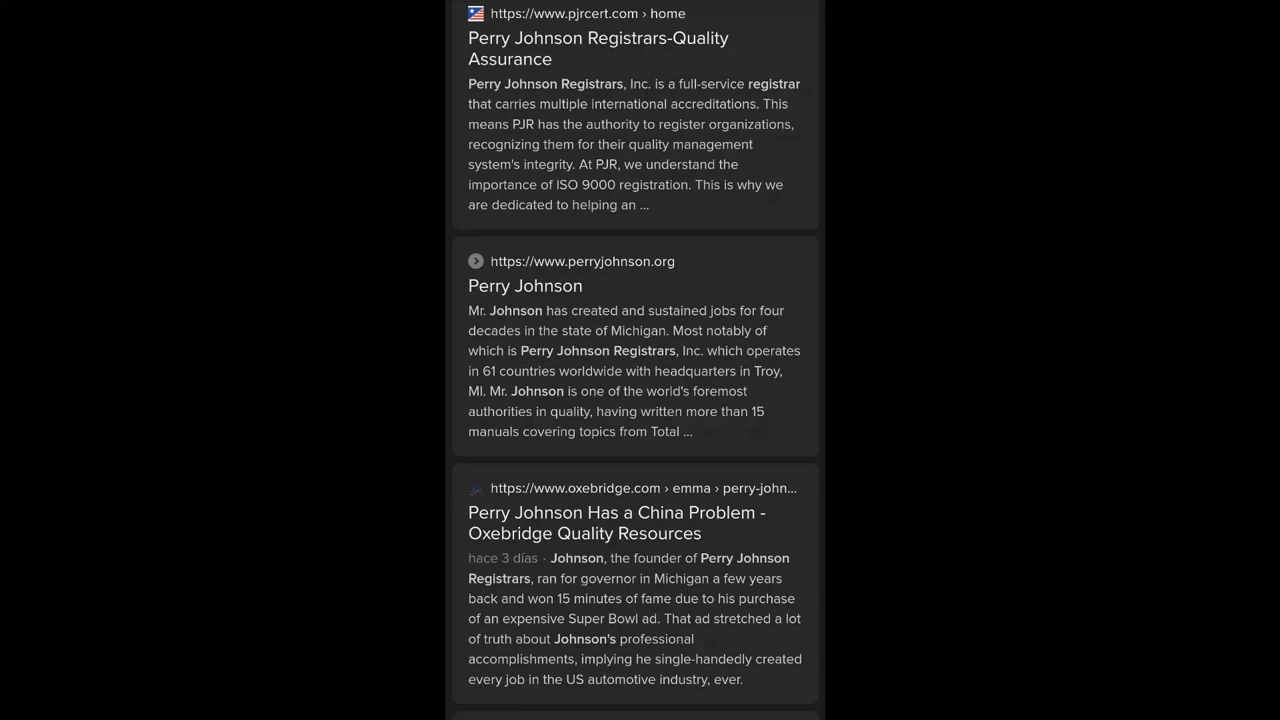 https://www.pjrcert.com › home
Perry Johnson Registrars-Quality
Assurance
Perry Johnson Registrars, Inc. is a full-service registrar
that carries multiple international accreditations. This
means PJR has the authority to register organizations,
recognizing them for their quality management
system's integrity. At PJR, we understand the
importance of ISO 9000 registration. This is why we
are dedicated to helping an ...
https://www.perryjohnson.org
Perry Johnson
Mr. Johnson has created and sustained jobs for four
decades in the state of Michigan. Most notably of
which is Perry Johnson Registrars, Inc. which operates
in 61 countries worldwide with headquarters in Troy,
MI. Mr. Johnson is one of the world's foremost
authorities in quality, having written more than 15
manuals covering topics from Total ...
https://www.oxebridge.com › emma › perry-john...
Perry Johnson Has a China Problem -
Oxebridge Quality Resources
hace 3 días · Johnson, the founder of Perry Johnson
Registrars, ran for governor in Michigan a few years
back and won 15 minutes of fame due to his purchase
of an expensive Super Bowl ad. That ad stretched a lot
of truth about Johnson's professional
accomplishments, implying he single-handedly created
every job in the US automotive industry, ever.